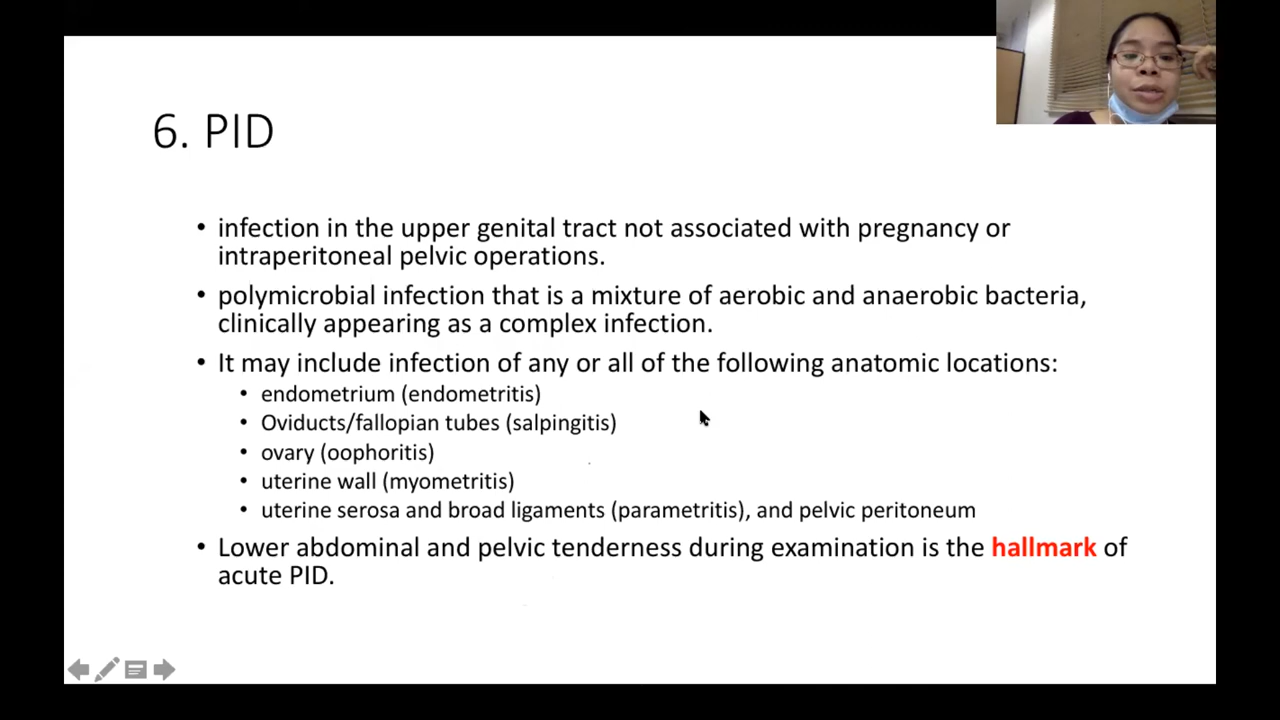 6. PID
• infection in the upper genital tract not associated with pregnancy or
intraperitoneal pelvic operations.
• polymicrobial infection that is a mixture of aerobic and anaerobic bacteria,
clinically appearing as a complex infection.
• It may include infection of any or all of the following anatomic locations:
• endometrium (endometritis)
• Oviducts/fallopian tubes (salpingitis)
• ovary (oophoritis)
• uterine wall (myometritis)
• uterine serosa and broad ligaments (parametritis), and pelvic peritoneum
• Lower abdominal and pelvic tenderness during examination is the hallmark of
acute PID.